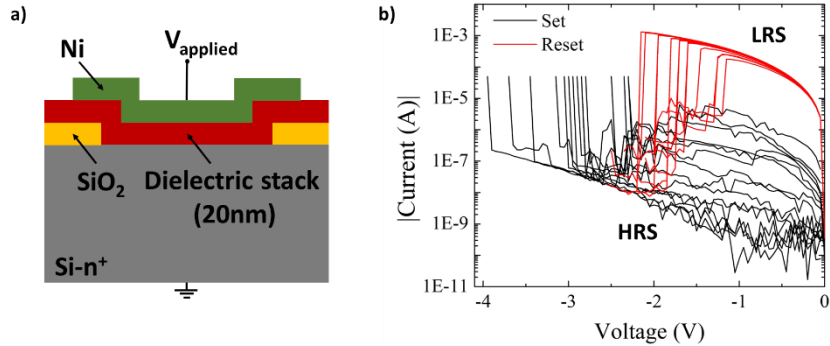 a)
Ni
V_applied
SiO₂
Dielectric stack
(20nm)
Si-n⁺
b)
|Current (A)|
1E-3
1E-5
1E-7
1E-9
1E-11
Set
Reset
LRS
HRS
-4
-3
-2
-1
0
Voltage (V)